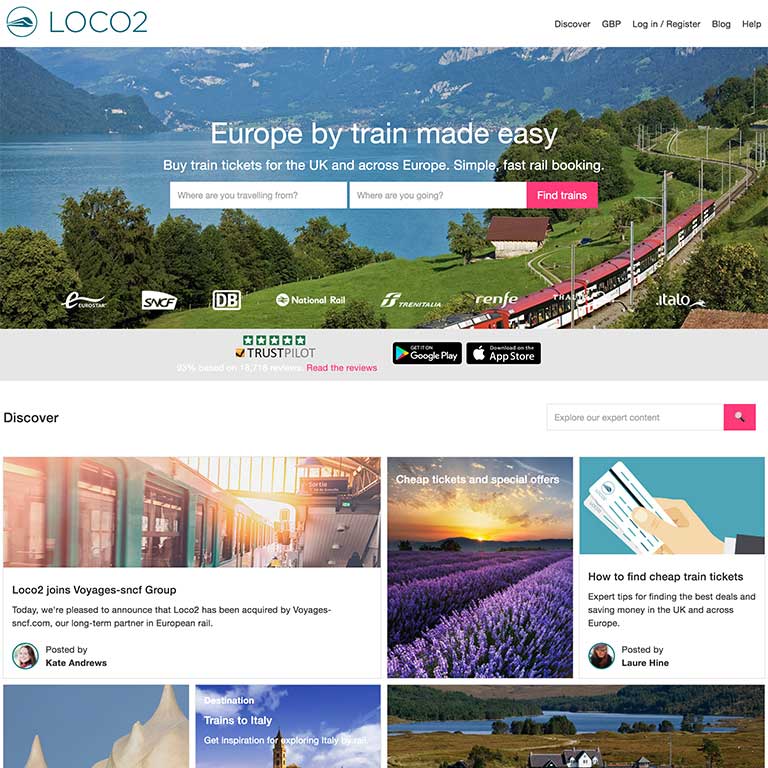 LOCO2
Discover GBP Log in / Register Blog Help
Europe by train made easy
Buy train tickets for the UK and across Europe. Simple, fast rail booking.
Where are you travelling from? Where are you going? Find trains
EUROSTAR SNCF DB National Rail TRENITALIA renfe THALYS .italo
TRUSTPILOT
93% based on 18,716 reviews. Read the reviews
GET IT ON
Google Play
Download on the
App Store
Discover
Explore our expert content
Sortie
Loco2 joins Voyages-sncf Group
Today, we're pleased to announce that Loco2 has been acquired by Voyages-
sncf.com, our long-term partner in European rail.
Posted by
Kate Andrews
Cheap tickets and special offers
LOCO2
How to find cheap train tickets
Expert tips for finding the best deals and
saving money in the UK and across
Europe.
Posted by
Laure Hine
Destination
Trains to Italy
Get inspiration for exploring Italy by rail.